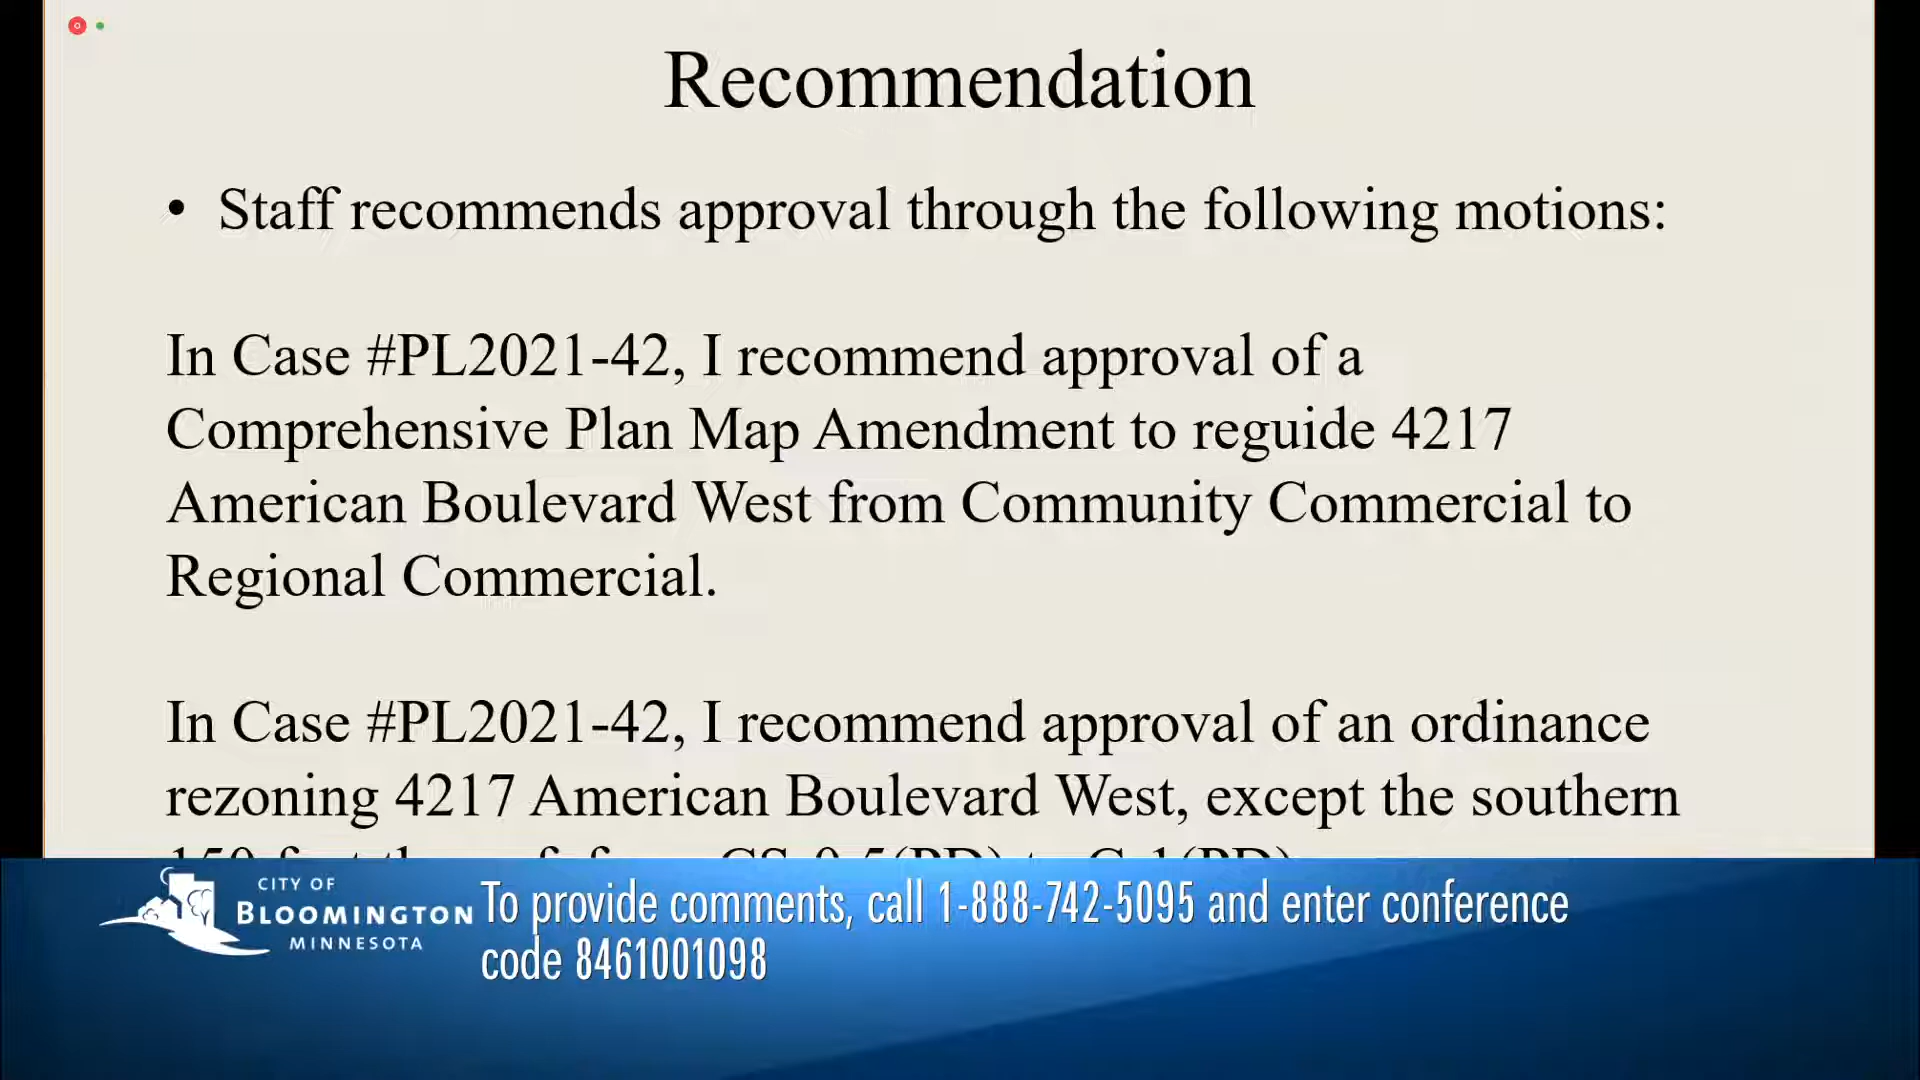 Recommendation
• Staff recommends approval through the following motions:
In Case #PL2021-42, I recommend approval of a
Comprehensive Plan Map Amendment to reguide 4217
American Boulevard West from Community Commercial to
Regional Commercial.
In Case #PL2021-42, I recommend approval of an ordinance
rezoning 4217 American Boulevard West, except the southern
CITY OF
BLOOMINGTON
MINNESOTA
To provide comments, call 1-888-742-5095 and enter conference
code 8461001098